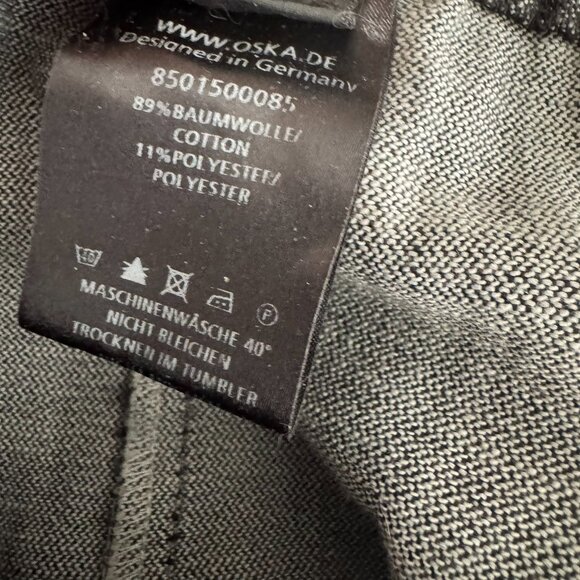 WWW.OSKA.DE
Designed in Germany
8501500085
89%BAUMWOLLE/
COTTON
11%POLYESTER/
POLYESTER
40 P
MASCHINENWÄSCHE 40°
NICHT BLEICHEN
TROCKNEN IM TUMBLER